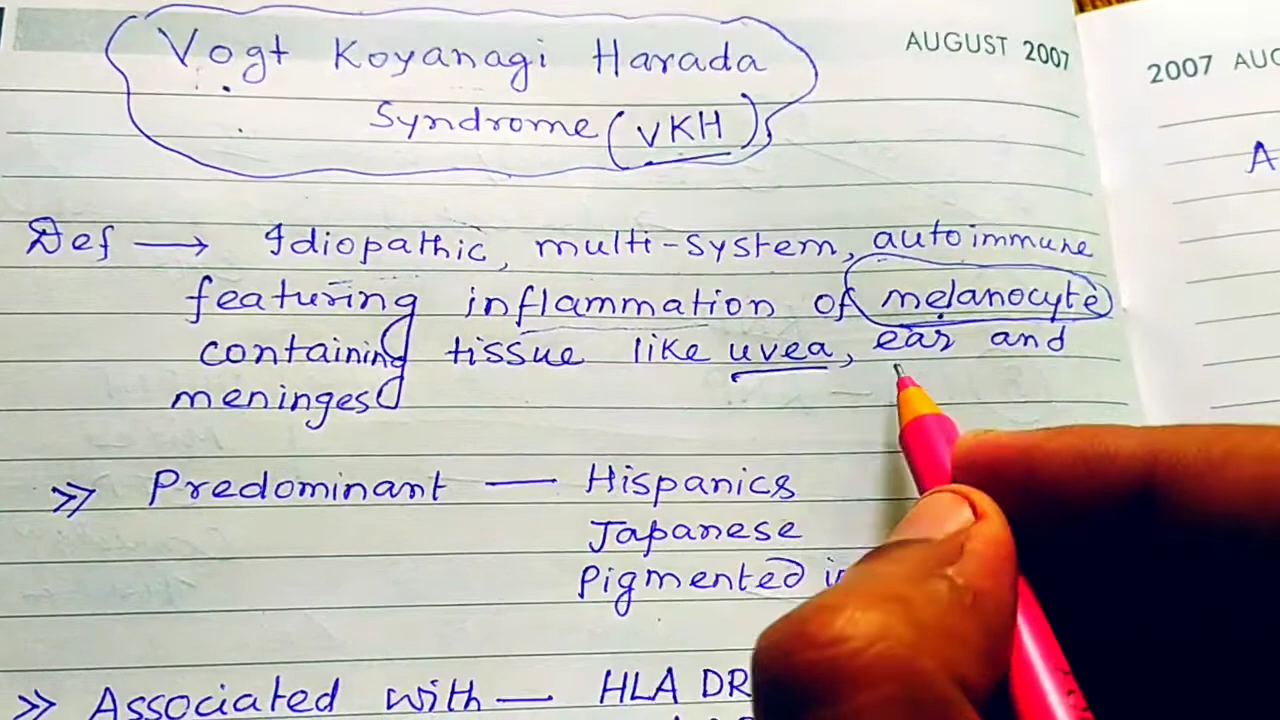 Vogt Koyanagi Harada
Syndrome (VKH)
AUGUST 2007
2007 AUG
A
Def → Idiopathic, multi-system, autoimmune
featuring inflammation of melanocyte
containing tissue like uvea, ear and
meninges
>> Predominant — Hispanics
Japanese
Pigmented
>> Associated with — HLA DR